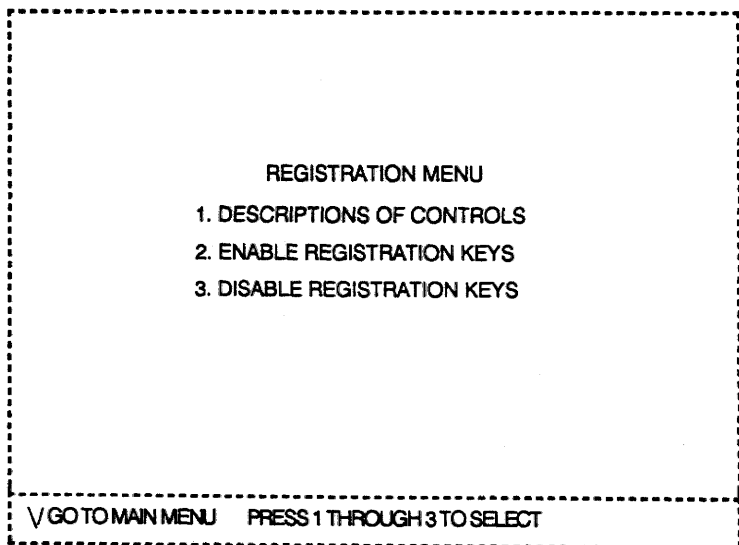 REGISTRATION MENU
1. DESCRIPTIONS OF CONTROLS
2. ENABLE REGISTRATION KEYS
3. DISABLE REGISTRATION KEYS
\/ GO TO MAIN MENU PRESS 1 THROUGH 3 TO SELECT